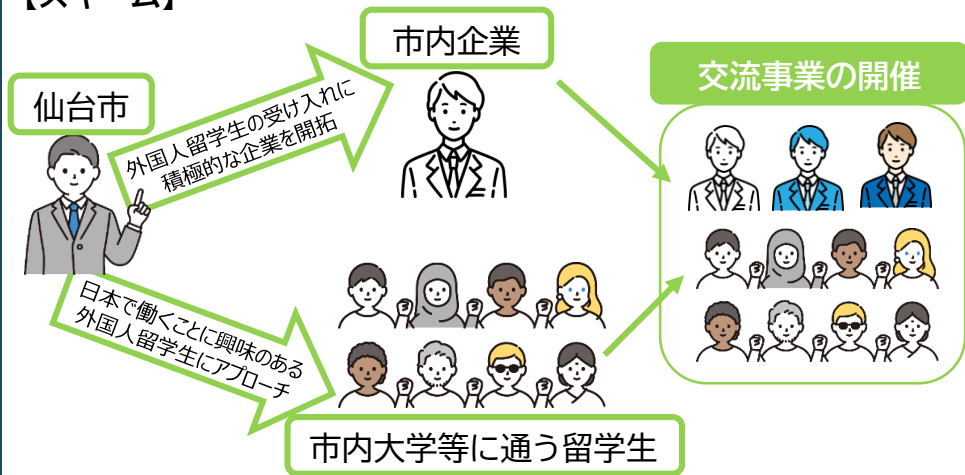 市内企業
交流事業の開催
仙台市
外国人留学生の受け入れに
積極的な企業を開拓
日本で働くことに興味のある
外国人留学生にアプローチ
市内大学等に通う留学生